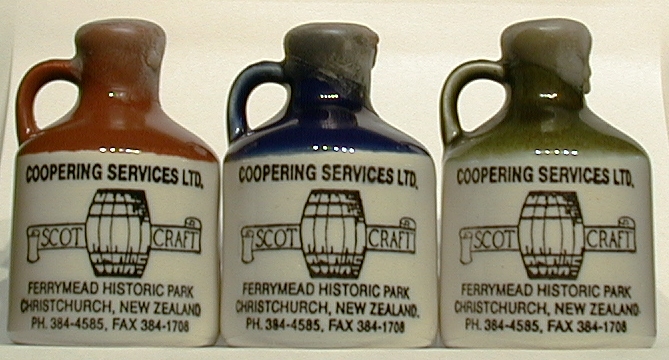 COOPERING SERVICES LTD.
SCOT CRAFT
FERRYMEAD HISTORIC PARK
CHRISTCHURCH, NEW ZEALAND.
PH. 384-4585, FAX 384-1708
COOPERING SERVICES LTD.
SCOT CRAFT
FERRYMEAD HISTORIC PARK
CHRISTCHURCH, NEW ZEALAND.
PH. 384-4585, FAX 384-1708
COOPERING SERVICES LTD.
SCOT CRAFT
FERRYMEAD HISTORIC PARK
CHRISTCHURCH, NEW ZEALAND.
PH. 384-4585, FAX 384-1708